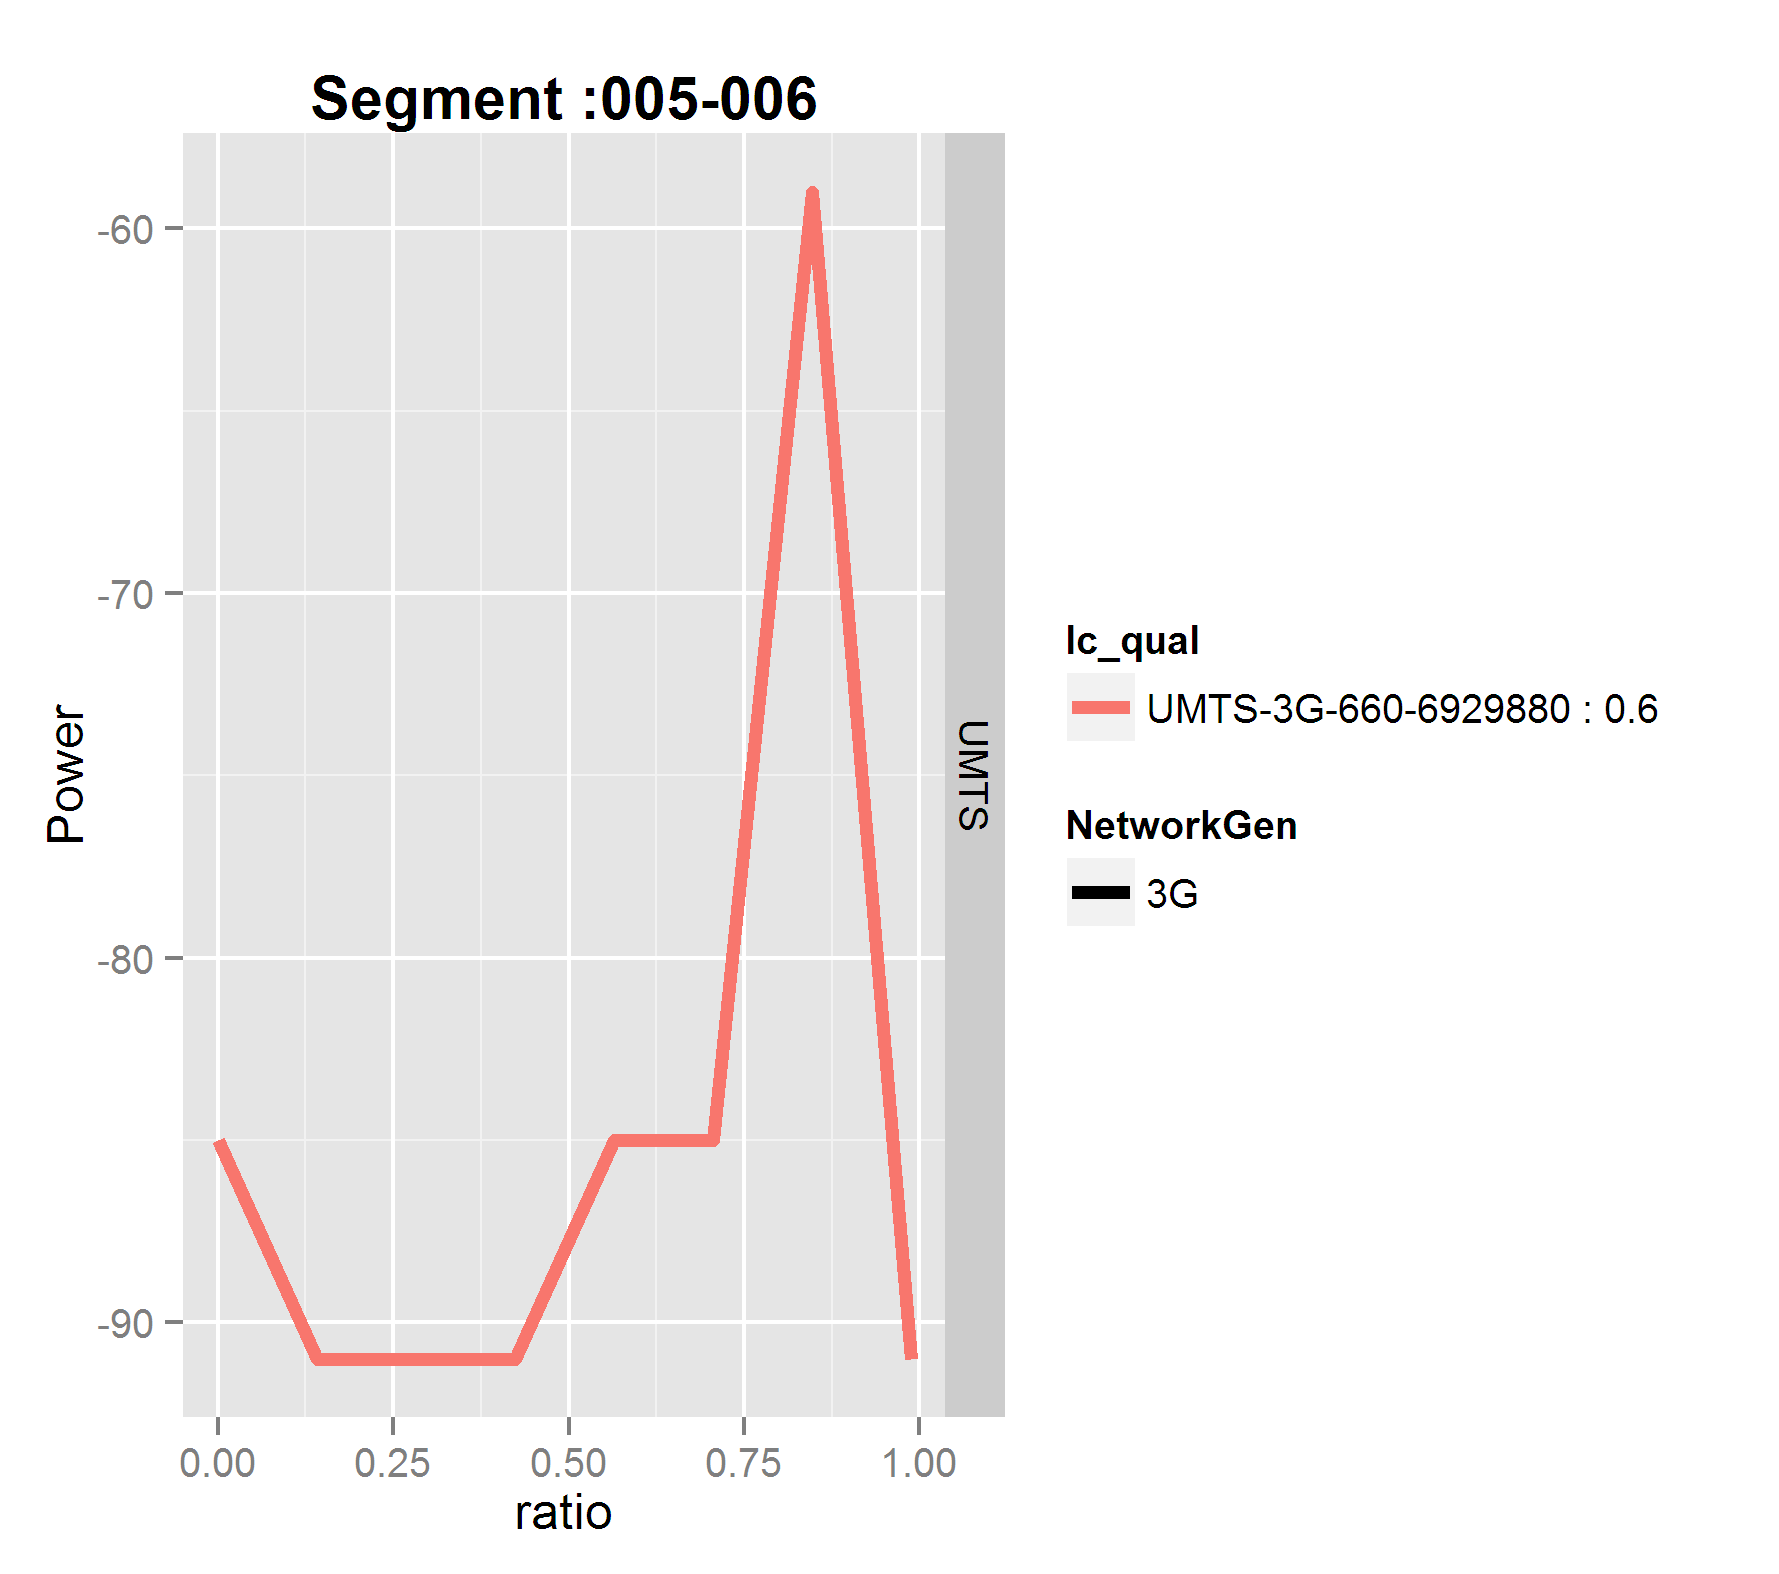 Segment :005-006
-60
-70
-80
-90
Power
0.00 0.25 0.50 0.75 1.00
ratio
UMTS
lc_qual
UMTS-3G-660-6929880 : 0.6
NetworkGen
3G